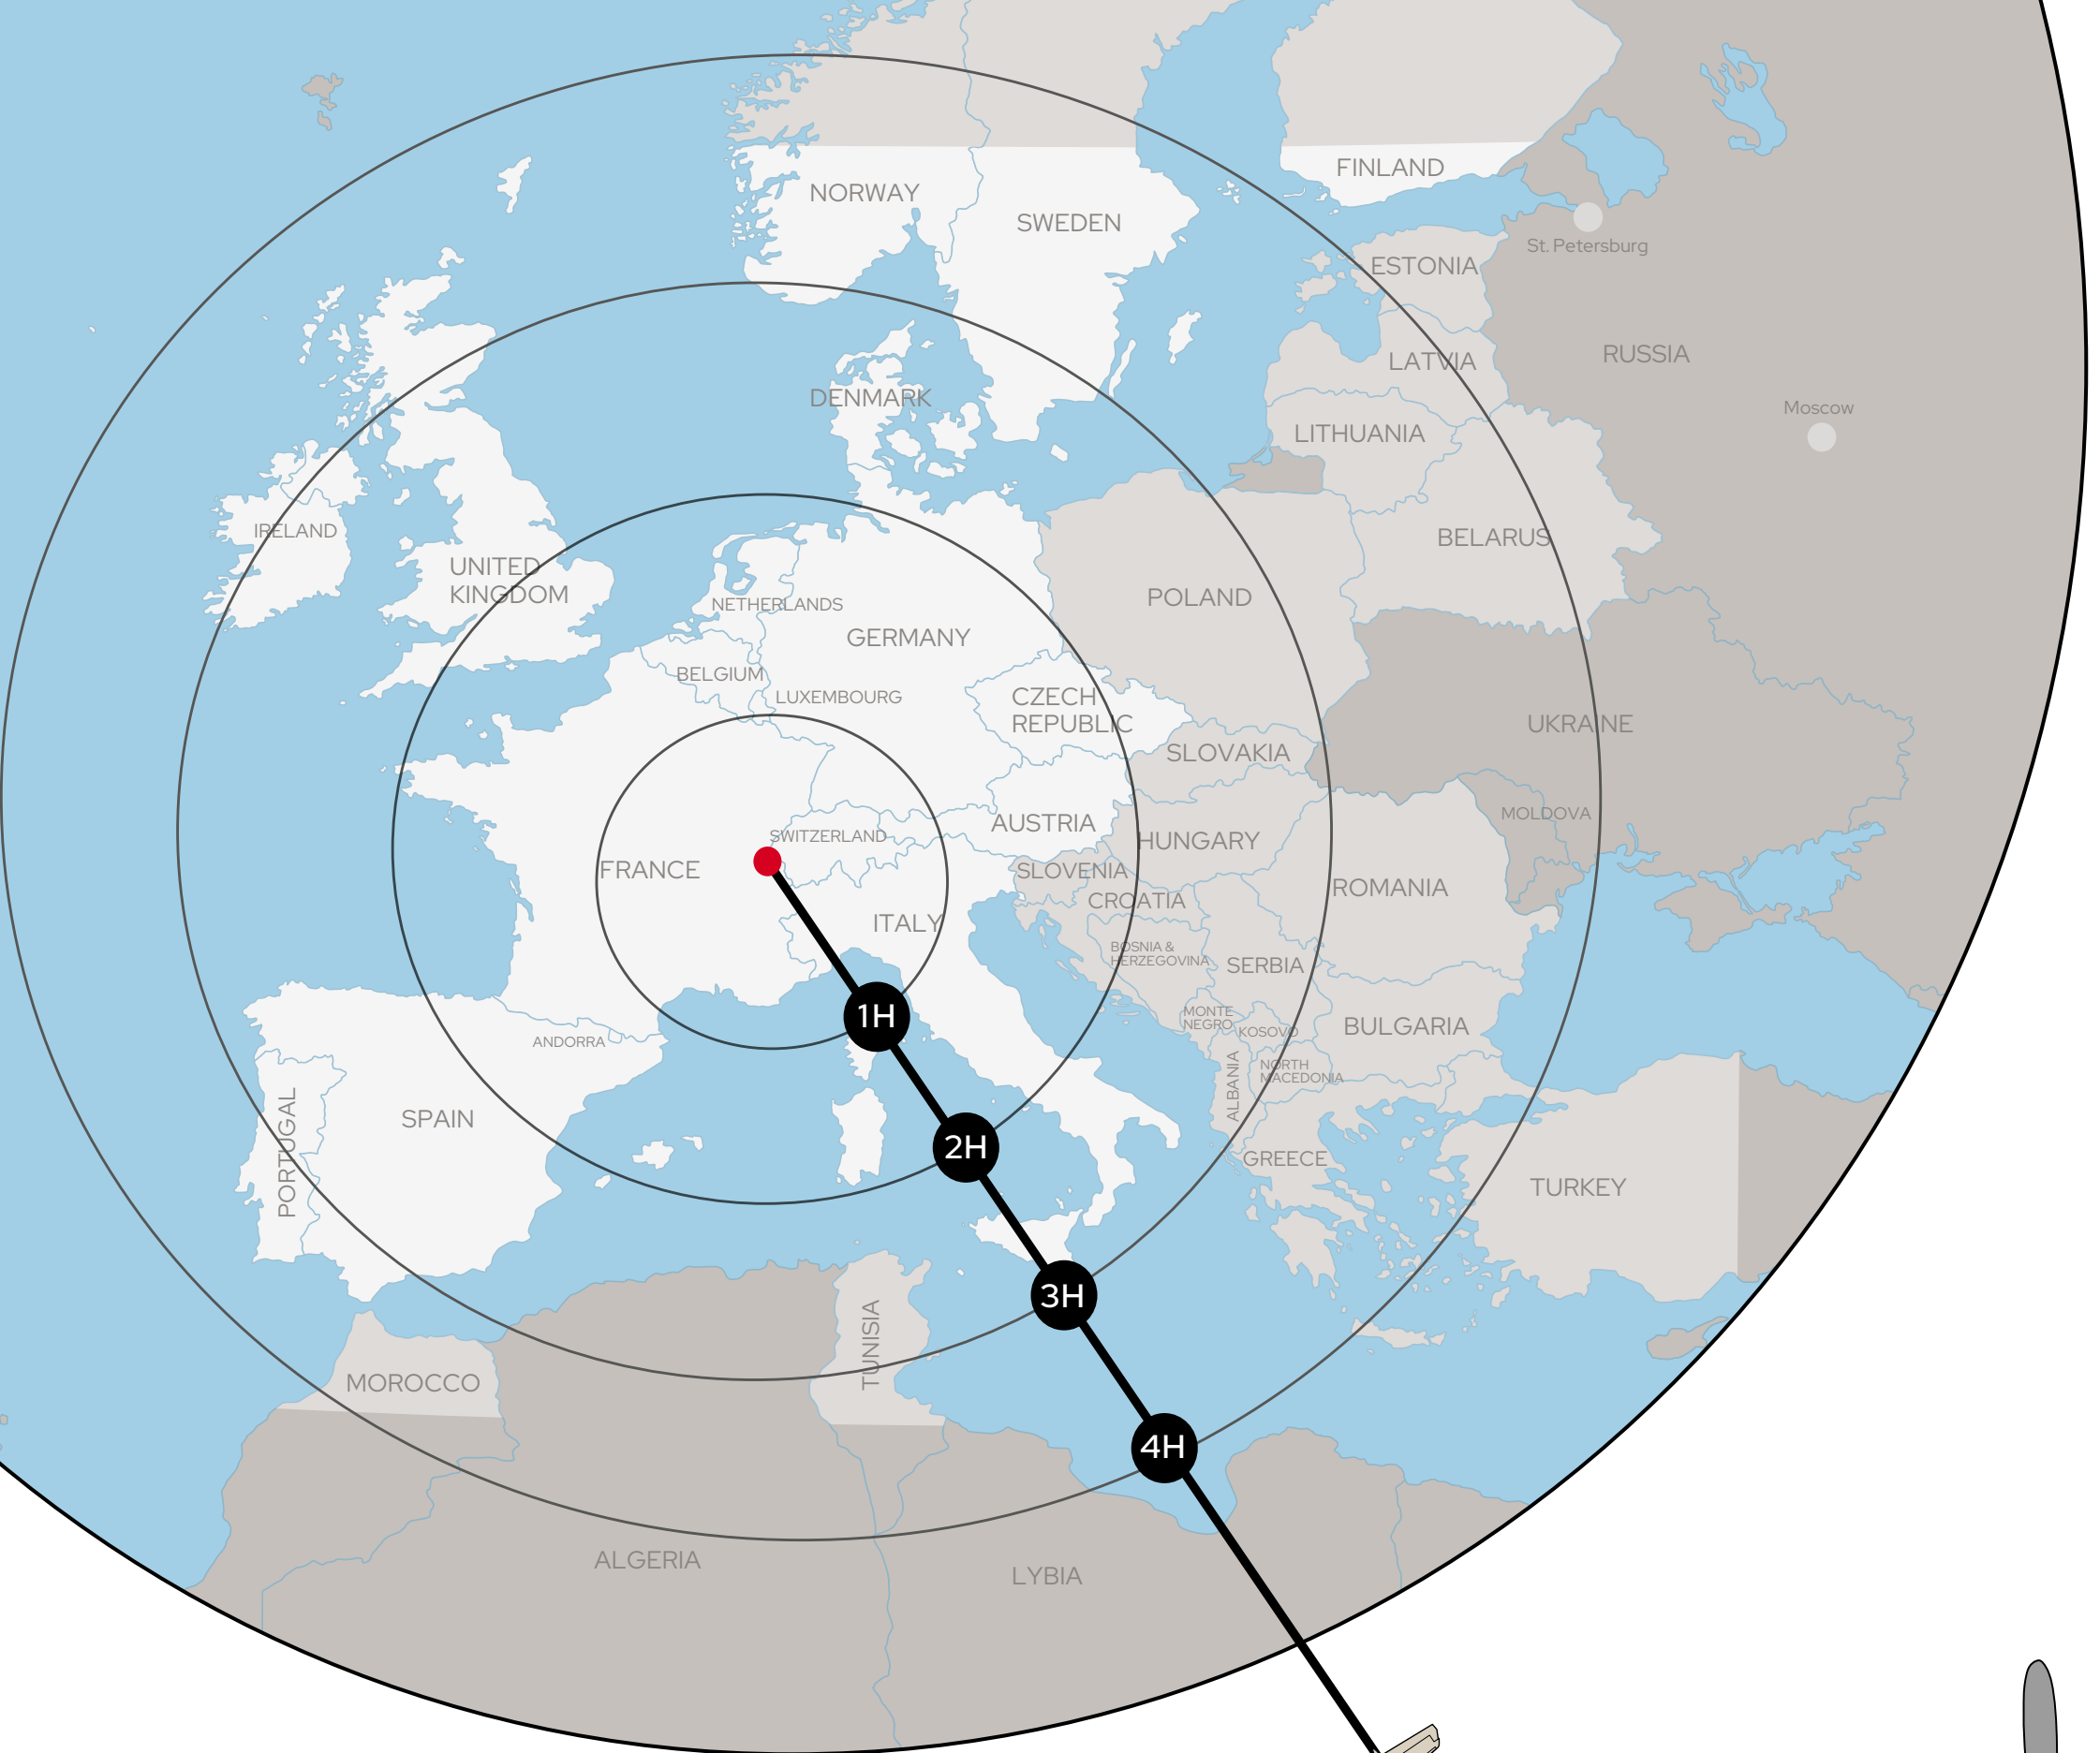 NORWAY
FINLAND
SWEDEN
St. Petersburg
ESTONIA
RUSSIA
LATVIA
DENMARK
Moscow
LITHUANIA
IRELAND
BELARUS
UNITED
KINGDOM
NETHERLANDS
POLAND
GERMANY
BELGIUM
LUXEMBOURG
CZECH
REPUBLIC
UKRAINE
SLOVAKIA
MOLDOVA
AUSTRIA
SWITZERLAND
HUNGARY
FRANCE
SLOVENIA
ROMANIA
CROATIA
ITALY
BOSNIA &
HERZEGOVINA
SERBIA
1H
MONTE
NEGRO
KOSOVO
BULGARIA
ANDORRA
NORTH
MACEDONIA
ALBANIA
SPAIN
PORTUGAL
2H
GREECE
TURKEY
3H
TUNISIA
MOROCCO
4H
ALGERIA
LYBIA